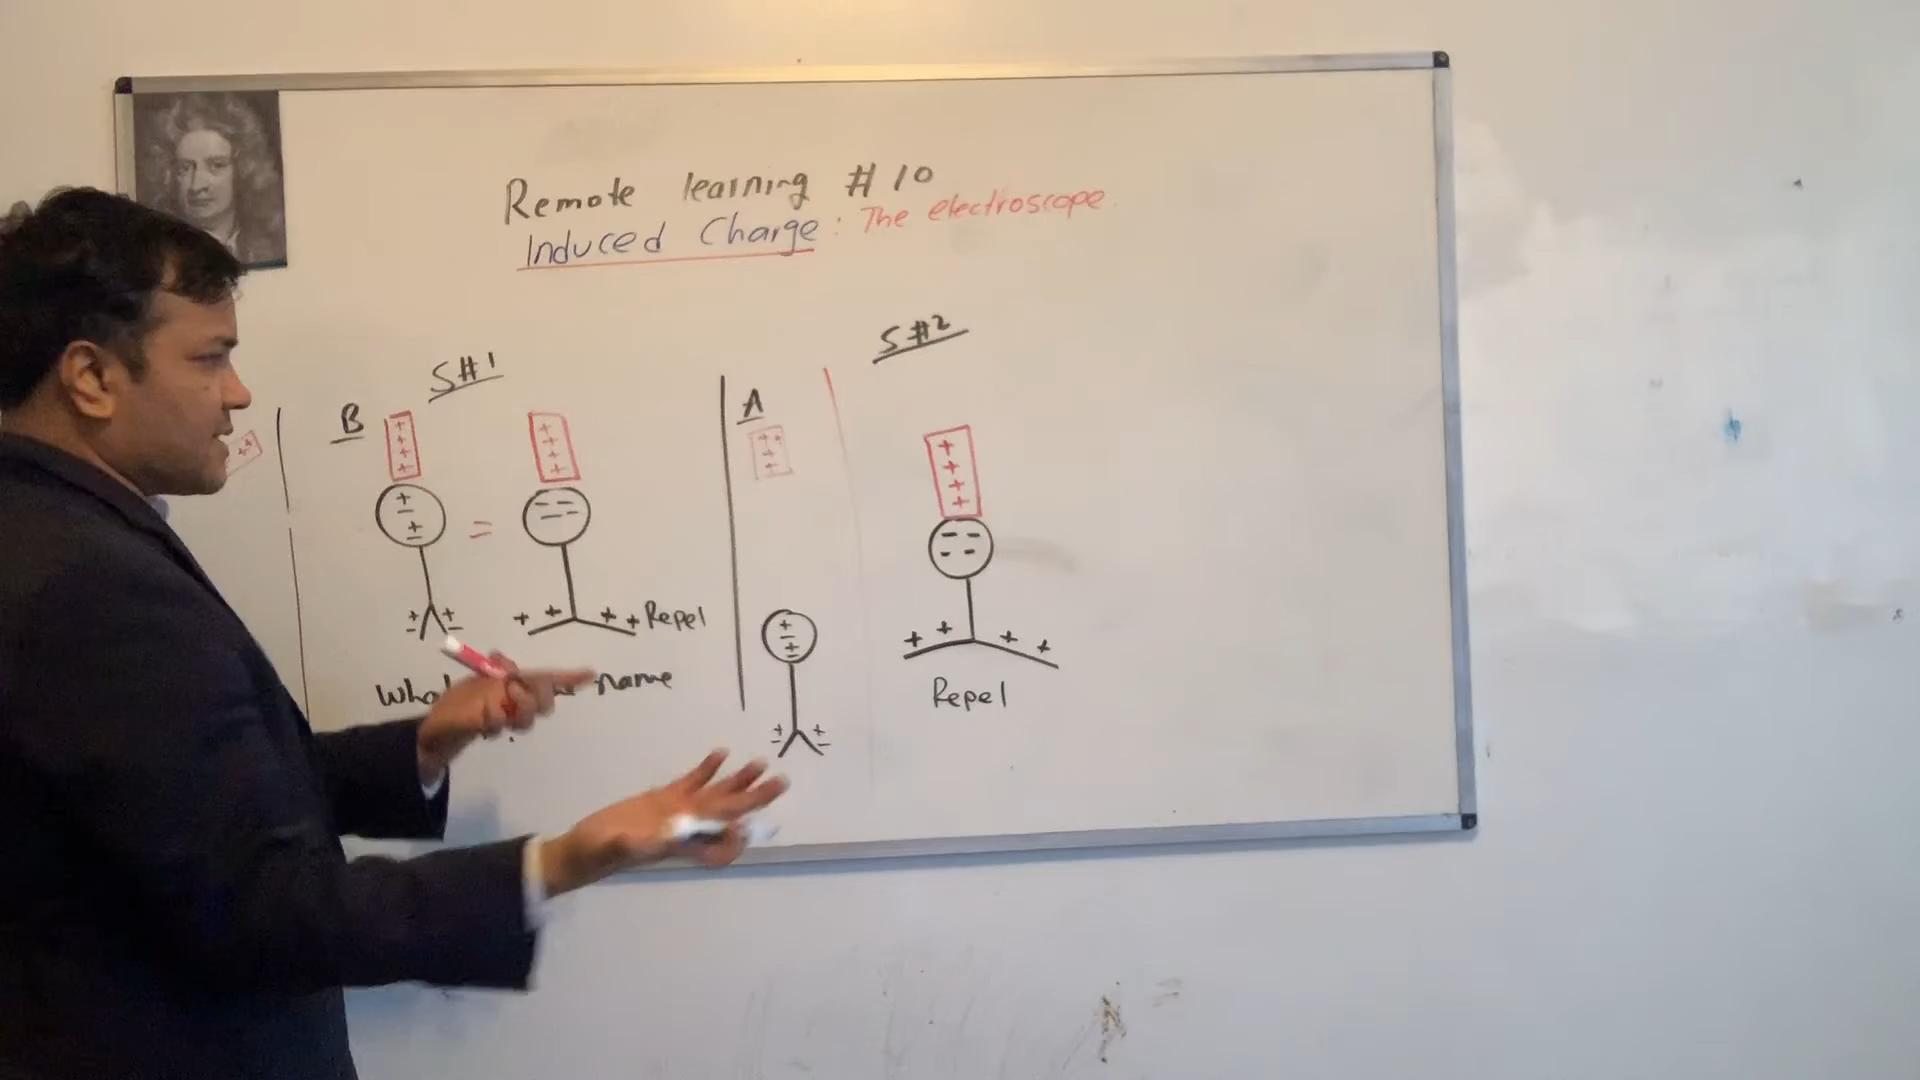 Remote learning #10
Induced Charge: The electroscope.
S#1
B
+ + + +
+ + + +
+ - + -
=
- - - -
+ - + -
+ + + + Repel
name
A
+ + + +
+ - + -
+ - + -
S#2
+ + + +
- - - -
+ + + +
Repel